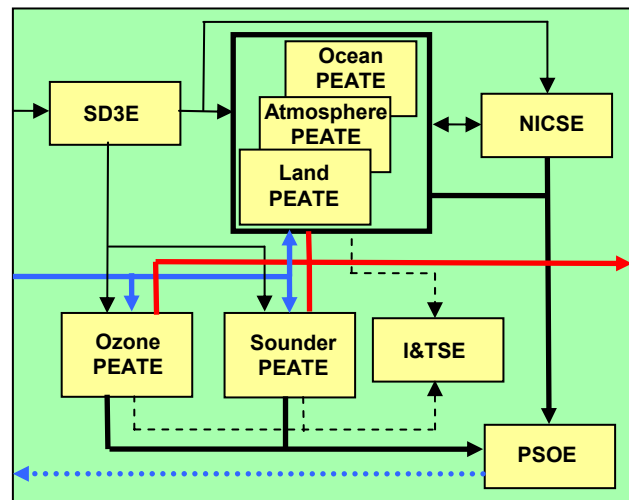 Ocean
PEATE
SD3E
Atmosphere
PEATE
NICSE
Land
PEATE
Ozone
PEATE
Sounder
PEATE
I&TSE
PSOE